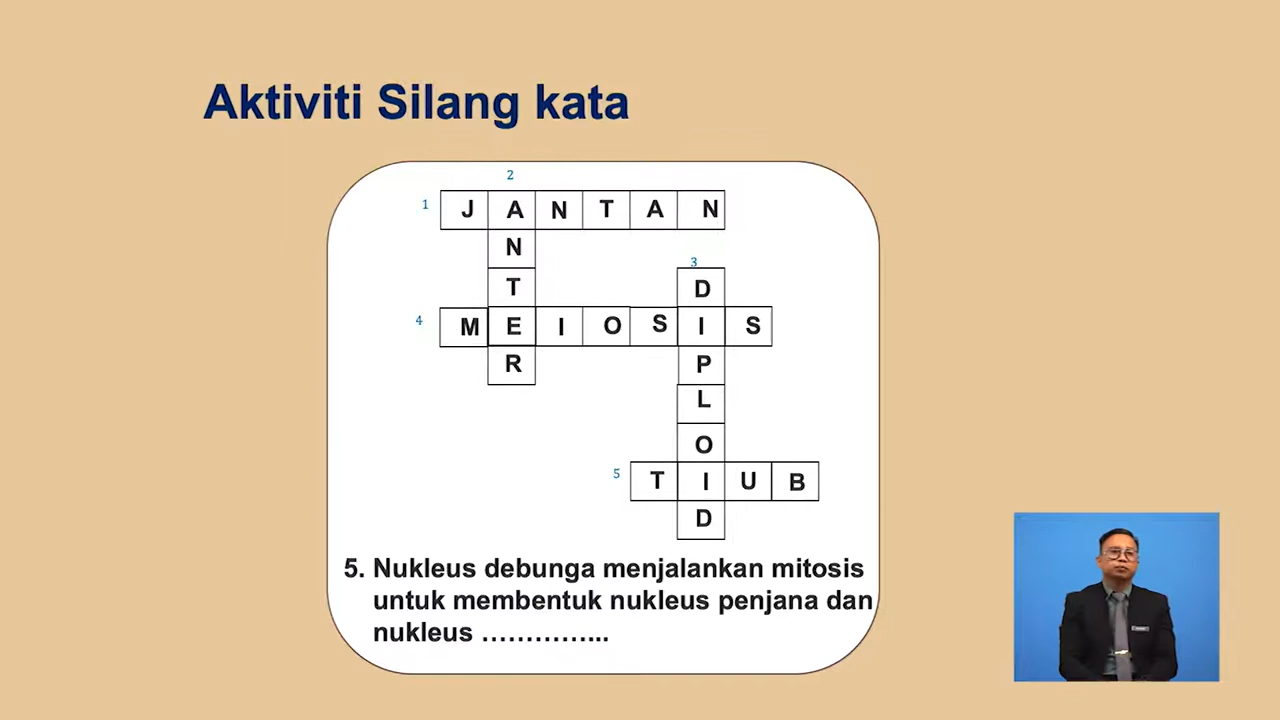 Aktiviti Silang kata
2
1 J A N T A N
N
3
T D
4 M E I O S I S
R P
L
O
5 T I U B
D
5. Nukleus debunga menjalankan mitosis
untuk membentuk nukleus penjana dan
nukleus …………...